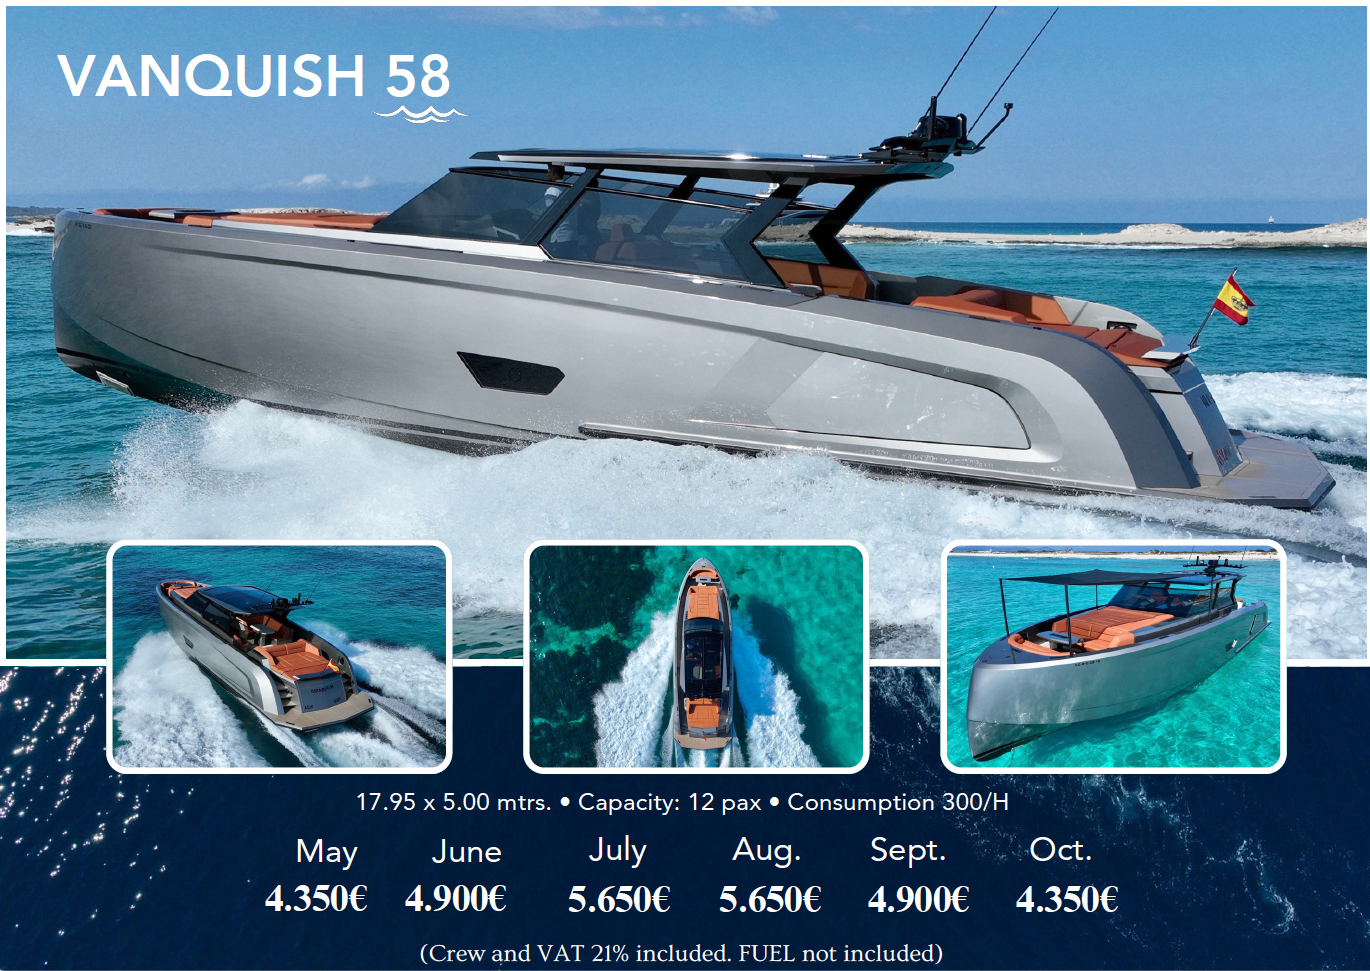 VANQUISH 58
17.95 x 5.00 mtrs. • Capacity: 12 pax • Consumption 300/H
May June July Aug. Sept. Oct.
4.350€ 4.900€ 5.650€ 5.650€ 4.900€ 4.350€
(Crew and VAT 21% included. FUEL not included)